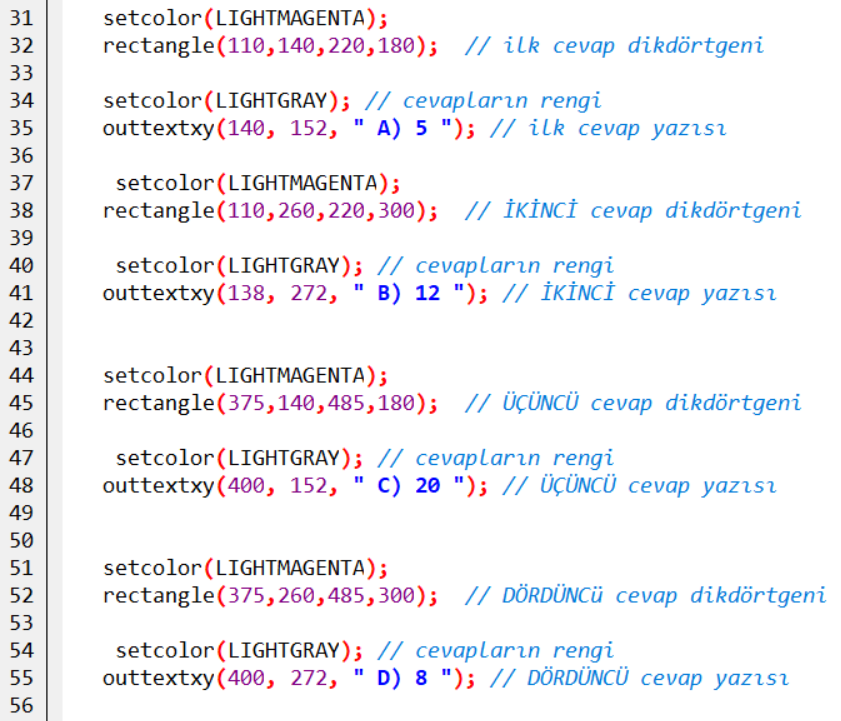 31 setcolor(LIGHTMAGENTA);
32 rectangle(110,140,220,180); // ilk cevap dikdörtgeni
33
34 setcolor(LIGHTGRAY); // cevapların rengi
35 outtextxy(140, 152, " A) 5 "); // ilk cevap yazısı
36
37 setcolor(LIGHTMAGENTA);
38 rectangle(110,260,220,300); // İKİNCİ cevap dikdörtgeni
39
40 setcolor(LIGHTGRAY); // cevapların rengi
41 outtextxy(138, 272, " B) 12 "); // İKİNCİ cevap yazısı
42
43
44 setcolor(LIGHTMAGENTA);
45 rectangle(375,140,485,180); // ÜÇÜNCÜ cevap dikdörtgeni
46
47 setcolor(LIGHTGRAY); // cevapların rengi
48 outtextxy(400, 152, " C) 20 "); // ÜÇÜNCÜ cevap yazısı
49
50
51 setcolor(LIGHTMAGENTA);
52 rectangle(375,260,485,300); // DÖRDÜNCü cevap dikdörtgeni
53
54 setcolor(LIGHTGRAY); // cevapların rengi
55 outtextxy(400, 272, " D) 8 "); // DÖRDÜNCÜ cevap yazısı
56